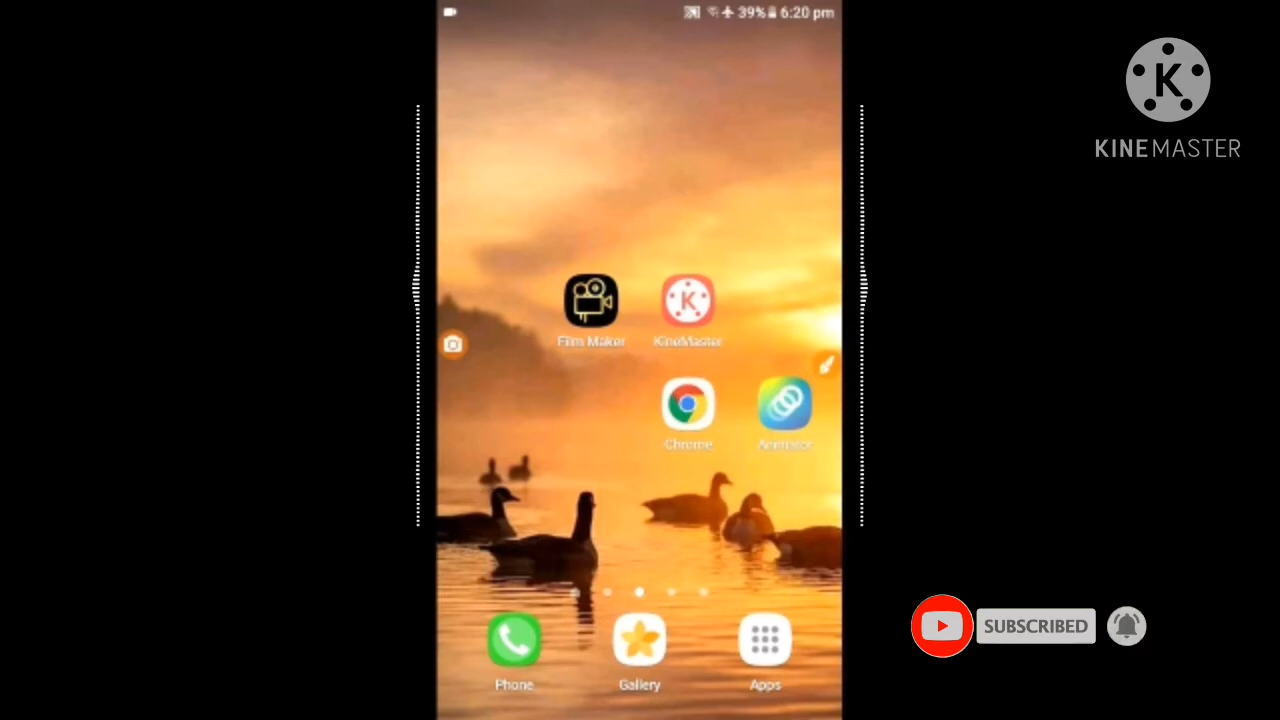 39% 6:20 pm
K
KINEMASTER
Film Maker
K
KineMaster
Chrome
Animator
SUBSCRIBED
Phone
Gallery
Apps